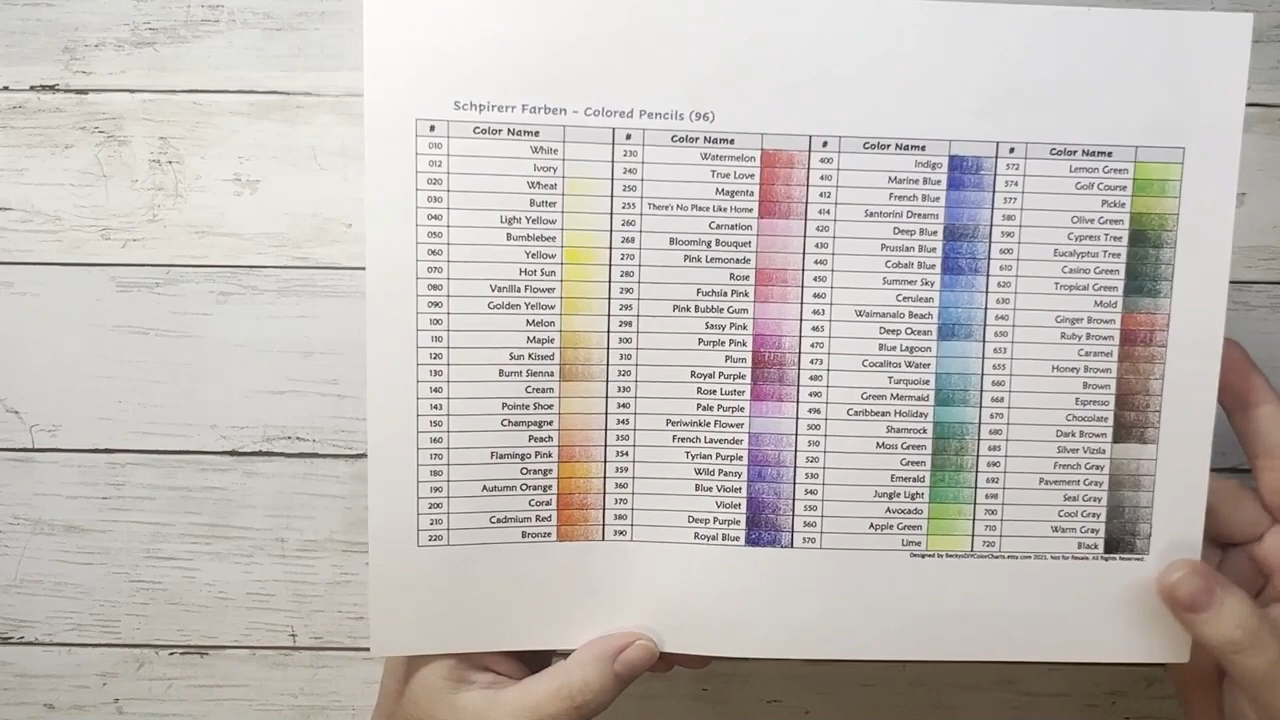 Schpirerr Farben - Colored Pencils (96)
# Color Name # Color Name # Color Name # Color Name
010 White 230 Watermelon 400 Indigo 572 Lemon Green
012 Ivory 240 True Love 410 Marine Blue 574 Golf Course
020 Wheat 250 Magenta 412 French Blue 577 Pickle
030 Butter 255 There's No Place Like Home 414 Santorini Dreams 580 Olive Green
040 Light Yellow 260 Carnation 420 Deep Blue 590 Cypress Tree
050 Bumblebee 268 Blooming Bouquet 430 Prussian Blue 600 Eucalyptus Tree
060 Yellow 270 Pink Lemonade 440 Cobalt Blue 610 Casino Green
070 Hot Sun 280 Rose 450 Summer Sky 620 Tropical Green
080 Vanilla Flower 290 Fuchsia Pink 460 Cerulean 630 Mold
090 Golden Yellow 295 Pink Bubble Gum 463 Waimanalo Beach 640 Ginger Brown
100 Melon 298 Sassy Pink 465 Deep Ocean 650 Ruby Brown
110 Maple 300 Purple Pink 470 Blue Lagoon 653 Caramel
120 Sun Kissed 310 Plum 473 Cocalitos Water 655 Honey Brown
130 Burnt Sienna 320 Royal Purple 480 Turquoise 660 Brown
140 Cream 330 Rose Luster 490 Green Mermaid 668 Espresso
143 Pointe Shoe 340 Pale Purple 496 Caribbean Holiday 670 Chocolate
150 Champagne 345 Periwinkle Flower 500 Shamrock 680 Dark Brown
160 Peach 350 French Lavender 510 Moss Green 685 Silver Vizsla
170 Flamingo Pink 354 Tyrian Purple 520 Green 690 French Gray
180 Orange 359 Wild Pansy 530 Emerald 692 Pavement Gray
190 Autumn Orange 360 Blue Violet 540 Jungle Light 698 Seal Gray
200 Coral 370 Violet 550 Avocado 700 Cool Gray
210 Cadmium Red 380 Deep Purple 560 Apple Green 710 Warm Gray
220 Bronze 390 Royal Blue 570 Lime 720 Black
Designed by BeckysDIYColorCharts.etsy.com 2021. Not for Resale. All Rights Reserved.